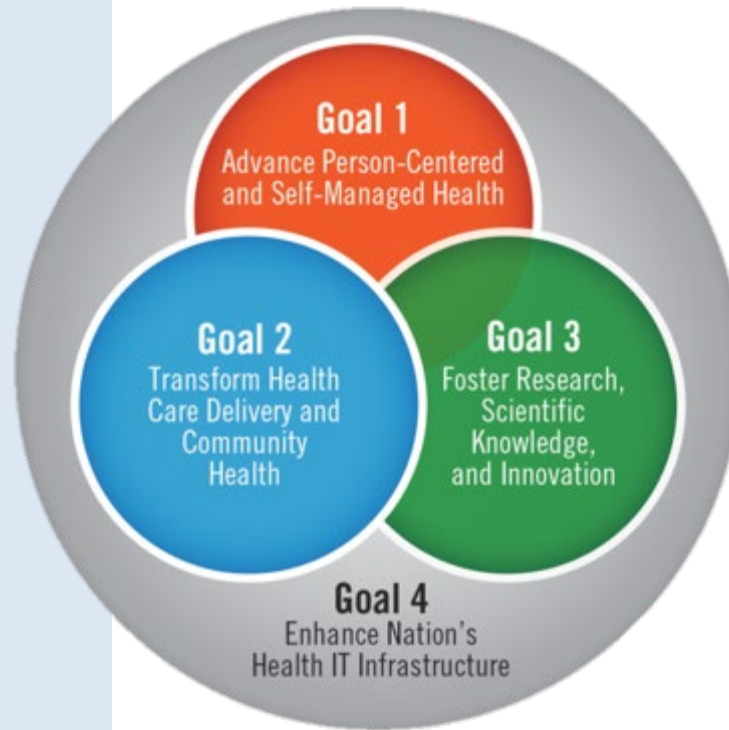 Goal 1
Advance Person-Centered
and Self-Managed Health
Goal 2
Transform Health
Care Delivery and
Community
Health
Goal 3
Foster Research,
Scientific
Knowledge,
and Innovation
Goal 4
Enhance Nation's
Health IT Infrastructure